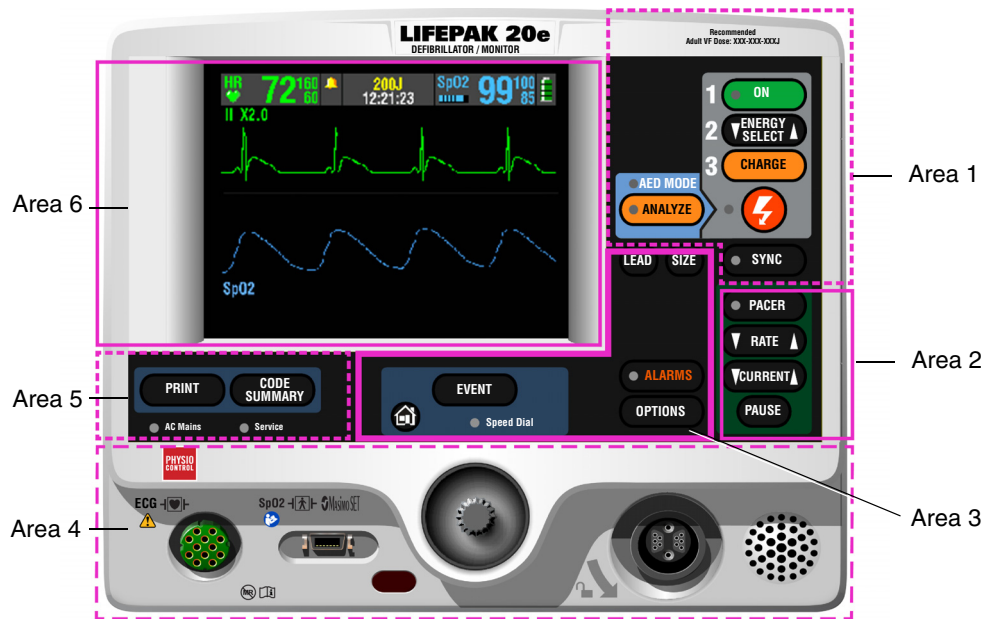 LIFEPAK 20e
DEFIBRILLATOR / MONITOR
Recommended
Adult VF Dose: XXX-XXX-XXXJ
HR
72
160
60
200J
12:21:23
SpO2
99
100
85
II X2.0
SpO2
1
ON
2
ENERGY
SELECT
3
CHARGE
AED MODE
ANALYZE
LEAD
SIZE
SYNC
PACER
RATE
CURRENT
PAUSE
ALARMS
OPTIONS
PRINT
CODE
SUMMARY
AC Mains
Service
EVENT
Speed Dial
PHYSIO
CONTROL
ECG
SpO2
Masimo SET
MR
Area 1
Area 2
Area 3
Area 4
Area 5
Area 6